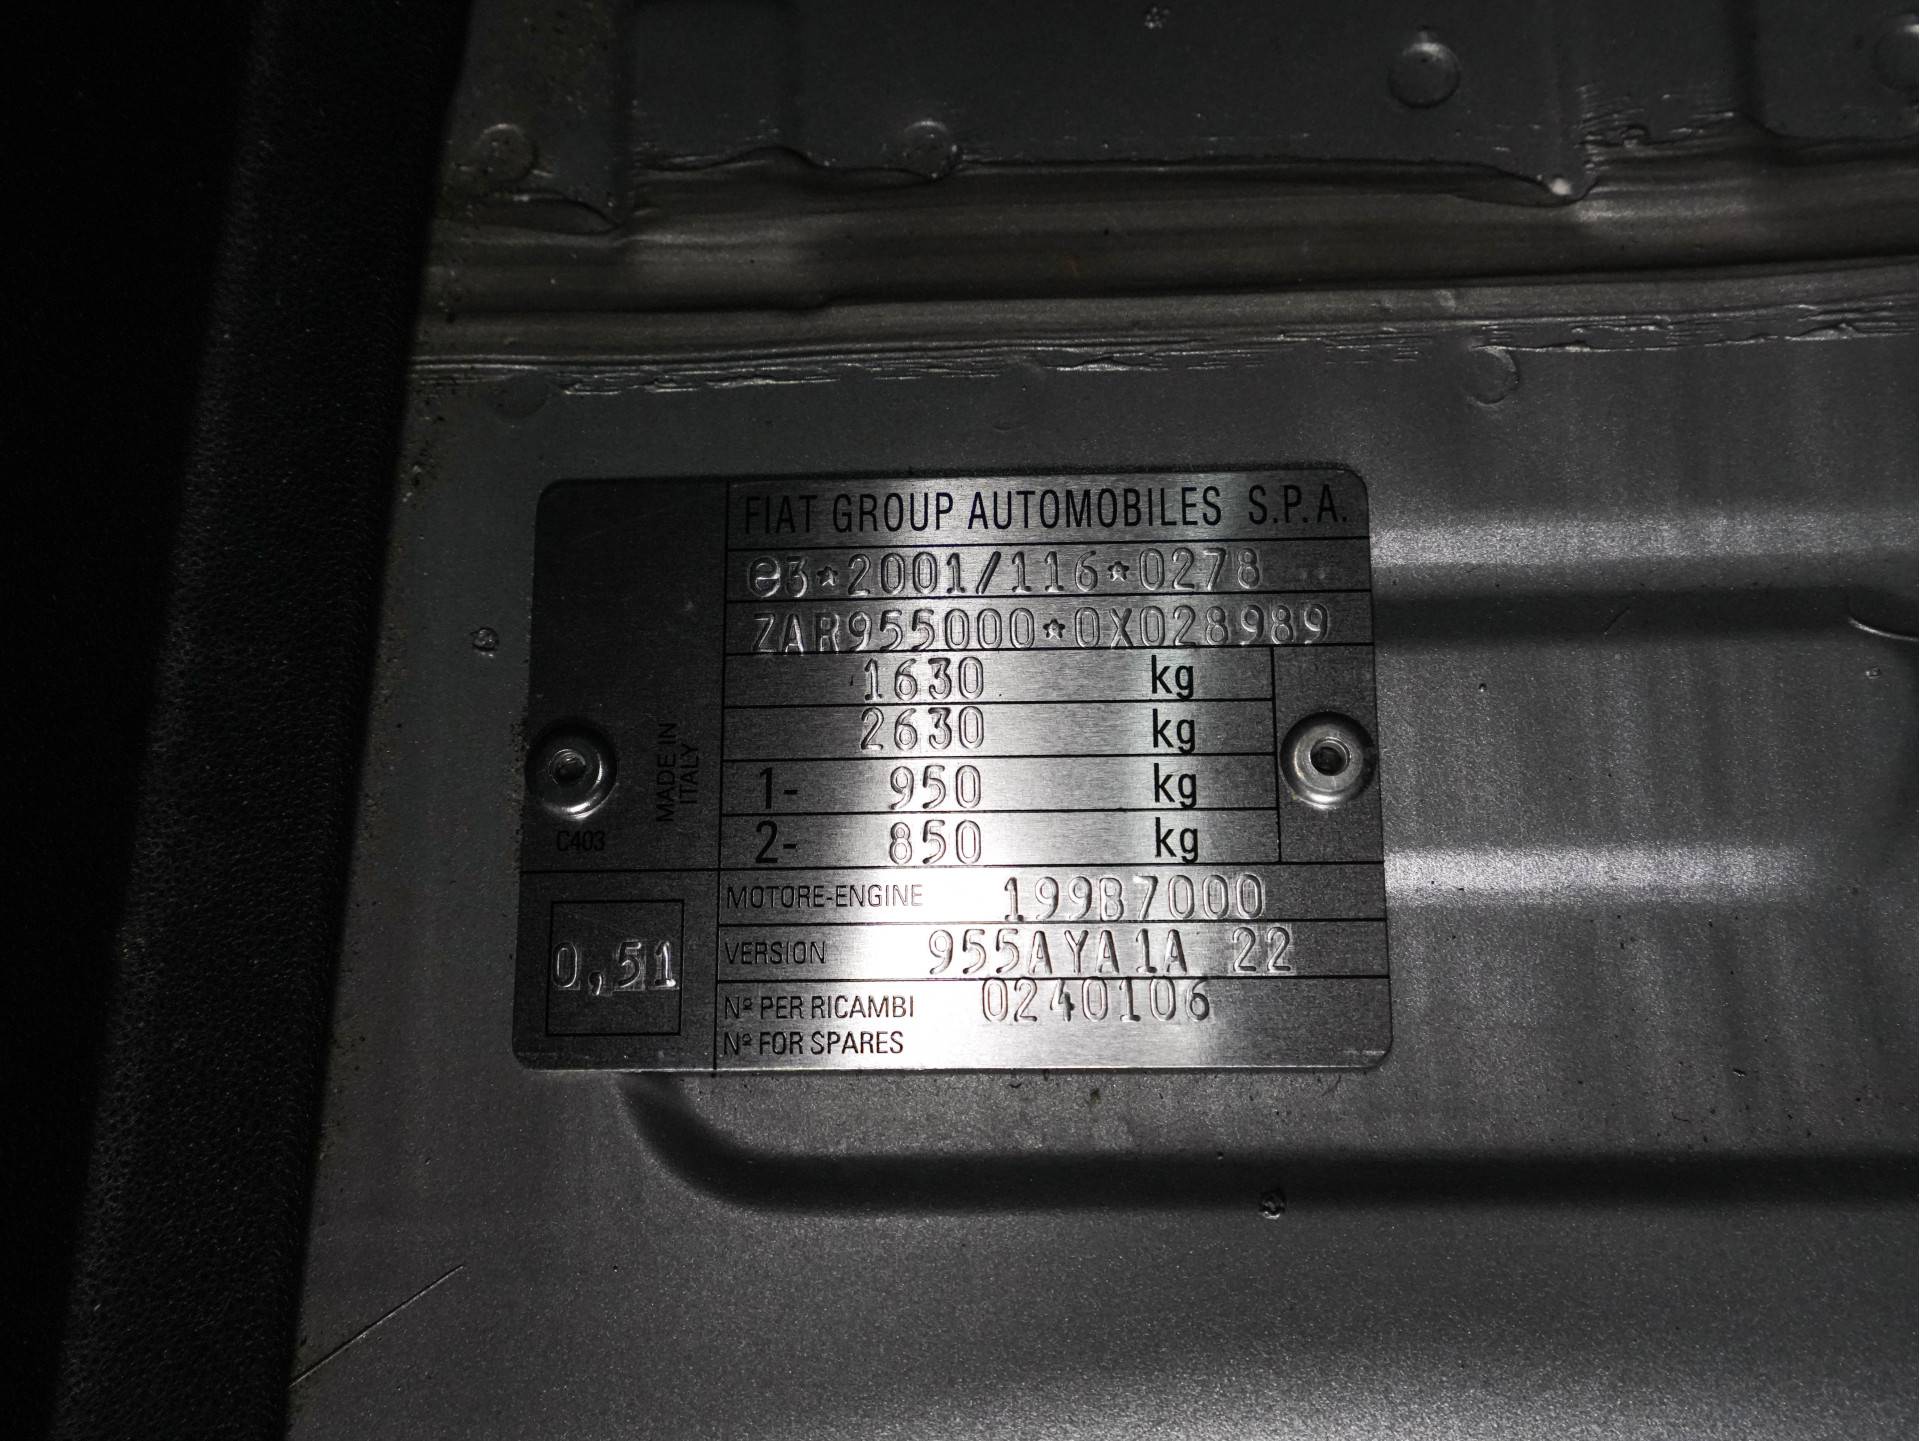 FIAT GROUP AUTOMOBILES S.P.A.
e3*2001/116*0278
ZAR955000*0X028989
1630 kg
2630 kg
1- 950 kg
2- 850 kg
MADE IN
ITALY
C403
MOTORE-ENGINE 199B7000
VERSION 955AYA1A 22
0,51
Nº PER RICAMBI 0240106
Nº FOR SPARES